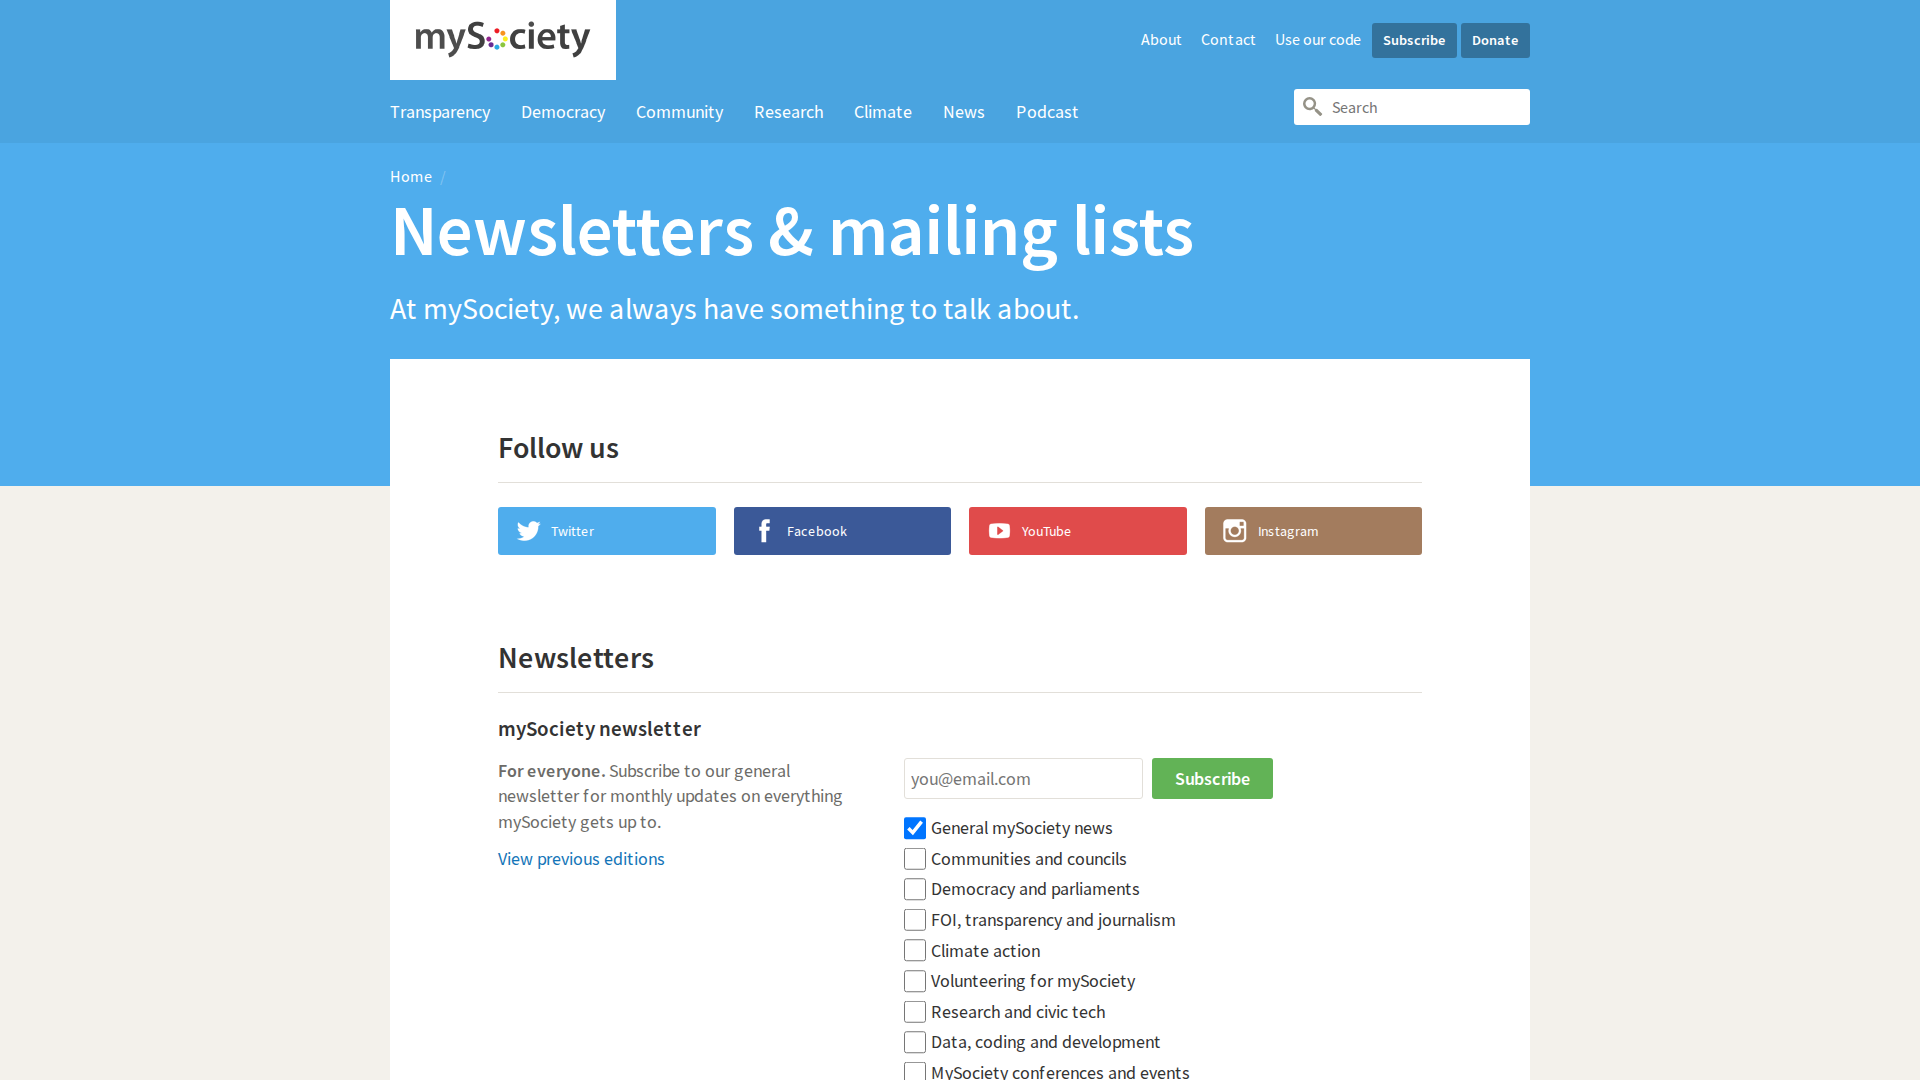 mySociety
About Contact Use our code Subscribe Donate
Transparency Democracy Community Research Climate News Podcast
Search
Home /
Newsletters & mailing lists
At mySociety, we always have something to talk about.
Follow us
Twitter Facebook YouTube Instagram
Newsletters
mySociety newsletter
For everyone. Subscribe to our general
newsletter for monthly updates on everything
mySociety gets up to.
View previous editions
you@email.com Subscribe
General mySociety news
Communities and councils
Democracy and parliaments
FOI, transparency and journalism
Climate action
Volunteering for mySociety
Research and civic tech
Data, coding and development
MySociety conferences and events